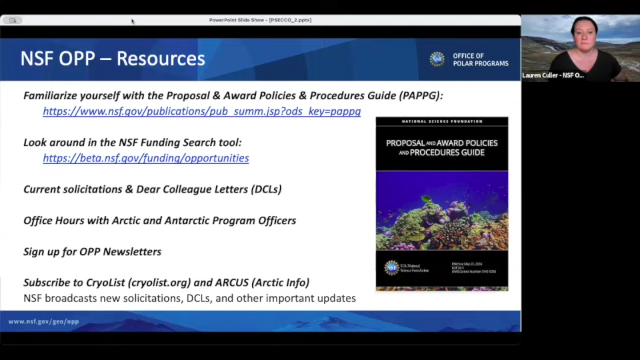 PowerPoint Slide Show - [PSECCO_2.pptx]
NSF OPP – Resources
OFFICE OF
POLAR PROGRAMS
Lauren Culler - NSF O...
Familiarize yourself with the Proposal & Award Policies & Procedures Guide (PAPPG):
https://www.nsf.gov/publications/pub_summ.jsp?ods_key=pappg
Look around in the NSF Funding Search tool:
https://beta.nsf.gov/funding/opportunities
Current solicitations & Dear Colleague Letters (DCLs)
Office Hours with Arctic and Antarctic Program Officers
Sign up for OPP Newsletters
Subscribe to CryoList (cryolist.org) and ARCUS (Arctic Info)
NSF broadcasts new solicitations, DCLs, and other important updates
NATIONAL SCIENCE FOUNDATION
PROPOSAL AND AWARD POLICIES
AND PROCEDURES GUIDE
U.S. National
Science Foundation
www.nsf.gov/geo/opp